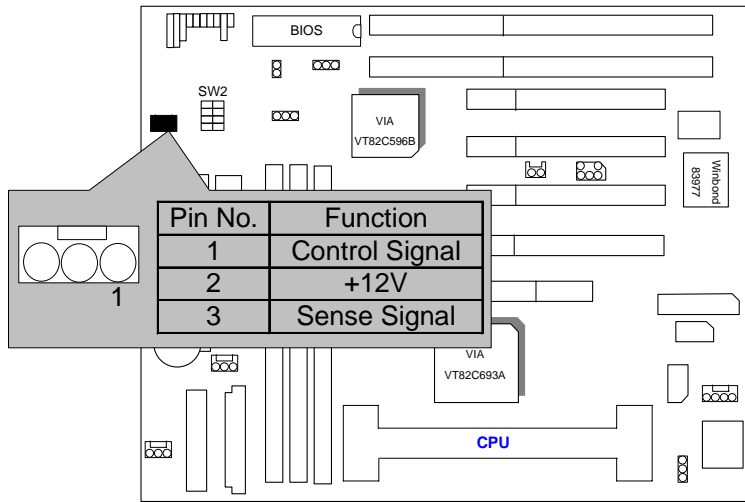 BIOS
SW2
VIA
VT82C596B
Winbond
83977
Pin No. Function
1 Control Signal
2 +12V
3 Sense Signal
1
VIA
VT82C693A
CPU